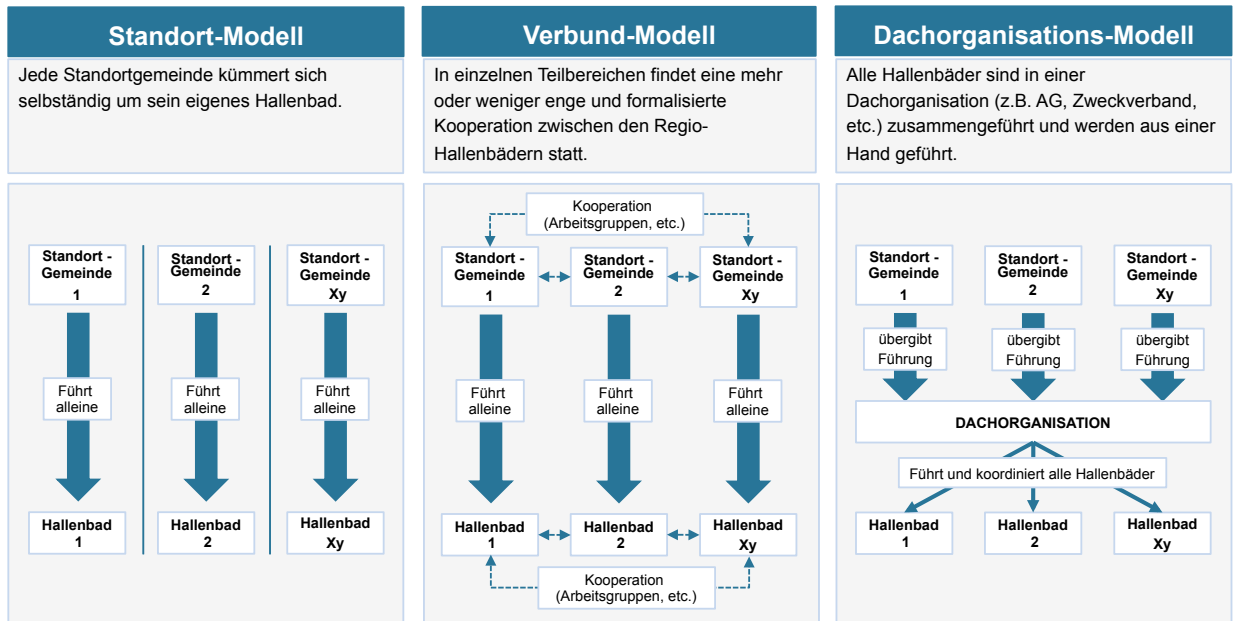 Standort-Modell
Jede Standortgemeinde kümmert sich
selbständig um sein eigenes Hallenbad.
Standort -
Gemeinde
1
Standort -
Gemeinde
2
Standort -
Gemeinde
Xy
Führt
alleine
Führt
alleine
Führt
alleine
Hallenbad
1
Hallenbad
2
Hallenbad
Xy
Verbund-Modell
In einzelnen Teilbereichen findet eine mehr
oder weniger enge und formalisierte
Kooperation zwischen den Regio-
Hallenbädern statt.
Kooperation
(Arbeitsgruppen, etc.)
Standort -
Gemeinde
1
Standort -
Gemeinde
2
Standort -
Gemeinde
Xy
Führt
alleine
Führt
alleine
Führt
alleine
Hallenbad
1
Hallenbad
2
Hallenbad
Xy
Kooperation
(Arbeitsgruppen, etc.)
Dachorganisations-Modell
Alle Hallenbäder sind in einer
Dachorganisation (z.B. AG, Zweckverband,
etc.) zusammengeführt und werden aus einer
Hand geführt.
Standort -
Gemeinde
1
Standort -
Gemeinde
2
Standort -
Gemeinde
Xy
übergibt
Führung
übergibt
Führung
übergibt
Führung
DACHORGANISATION
Führt und koordiniert alle Hallenbäder
Hallenbad
1
Hallenbad
2
Hallenbad
Xy